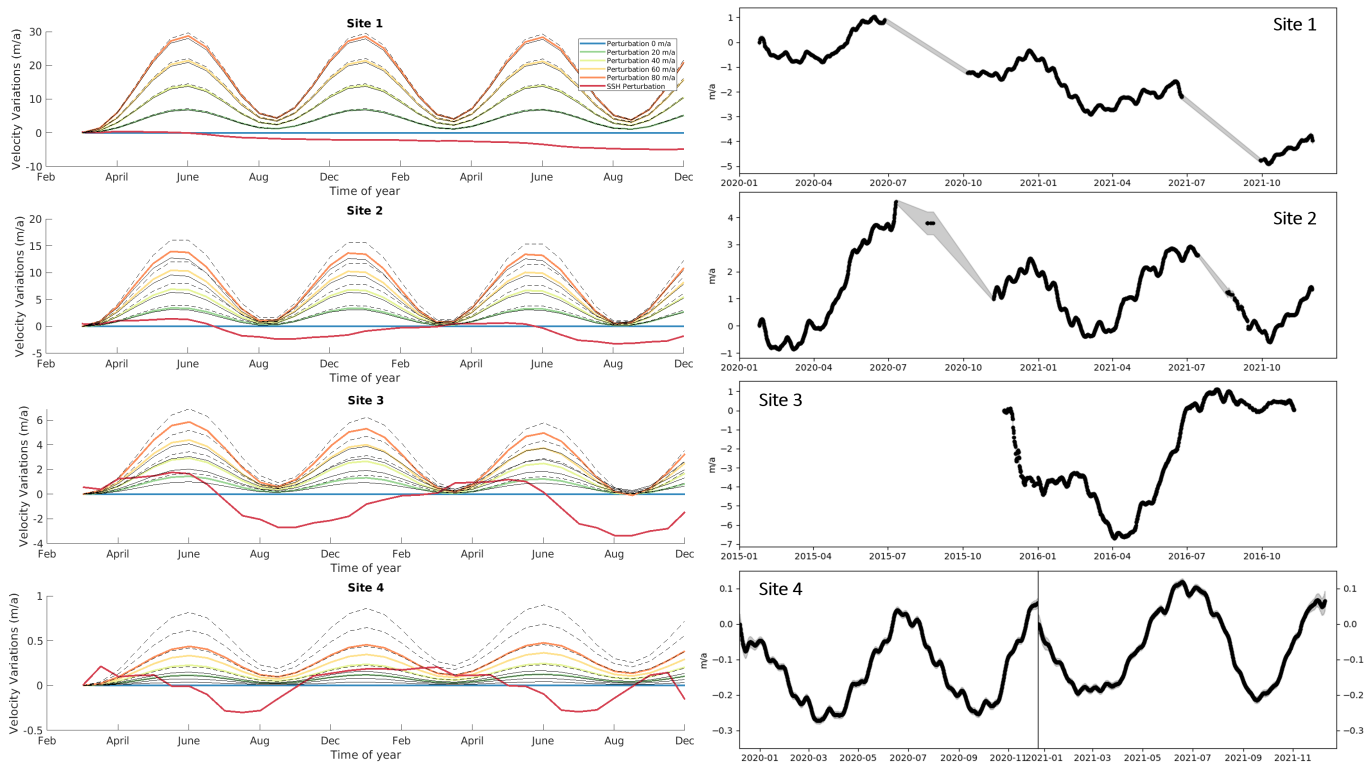 Site 1
Velocity Variations (m/a)
30
20
10
0
-10
Perturbation 0 m/a
Perturbation 20 m/a
Perturbation 40 m/a
Perturbation 60 m/a
Perturbation 80 m/a
SSH Perturbation
Feb April June Aug Dec Feb April June Aug Dec
Time of year
Site 2
Velocity Variations (m/a)
20
15
10
5
0
-5
Feb April June Aug Dec Feb April June Aug Dec
Time of year
Site 3
Velocity Variations (m/a)
6
4
2
0
-2
-4
Feb April June Aug Dec Feb April June Aug Dec
Time of year
Site 4
Velocity Variations (m/a)
1
0.5
0
-0.5
Feb April June Aug Dec Feb April June Aug Dec
Time of year
Site 1
m/a
1
0
−1
−2
−3
−4
−5
2020-01 2020-04 2020-07 2020-10 2021-01 2021-04 2021-07 2021-10
Site 2
m/a
4
3
2
1
0
−1
2020-01 2020-04 2020-07 2020-10 2021-01 2021-04 2021-07 2021-10
Site 3
m/a
1
0
−1
−2
−3
−4
−5
−6
−7
2015-01 2015-04 2015-07 2015-10 2016-01 2016-04 2016-07 2016-10
Site 4
m/a
0.1 0.1
0.0 0.0
−0.1 −0.1
−0.2 −0.2
−0.3 −0.3
2020-01 2020-03 2020-05 2020-07 2020-09 2020-11 2021-01 2021-03 2021-05 2021-07 2021-09 2021-11